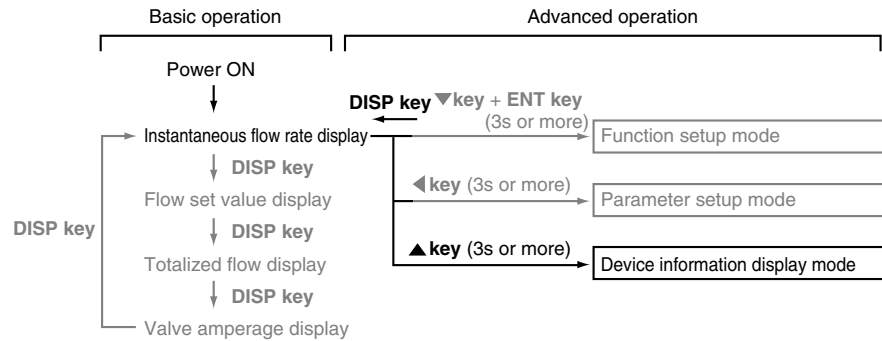 Basic operation
Advanced operation
Power ON
DISP key
▼key + ENT key
(3s or more)
Instantaneous flow rate display
Function setup mode
DISP key
Flow set value display
◀key (3s or more)
Parameter setup mode
DISP key
DISP key
Totalized flow display
▲key (3s or more)
Device information display mode
DISP key
Valve amperage display